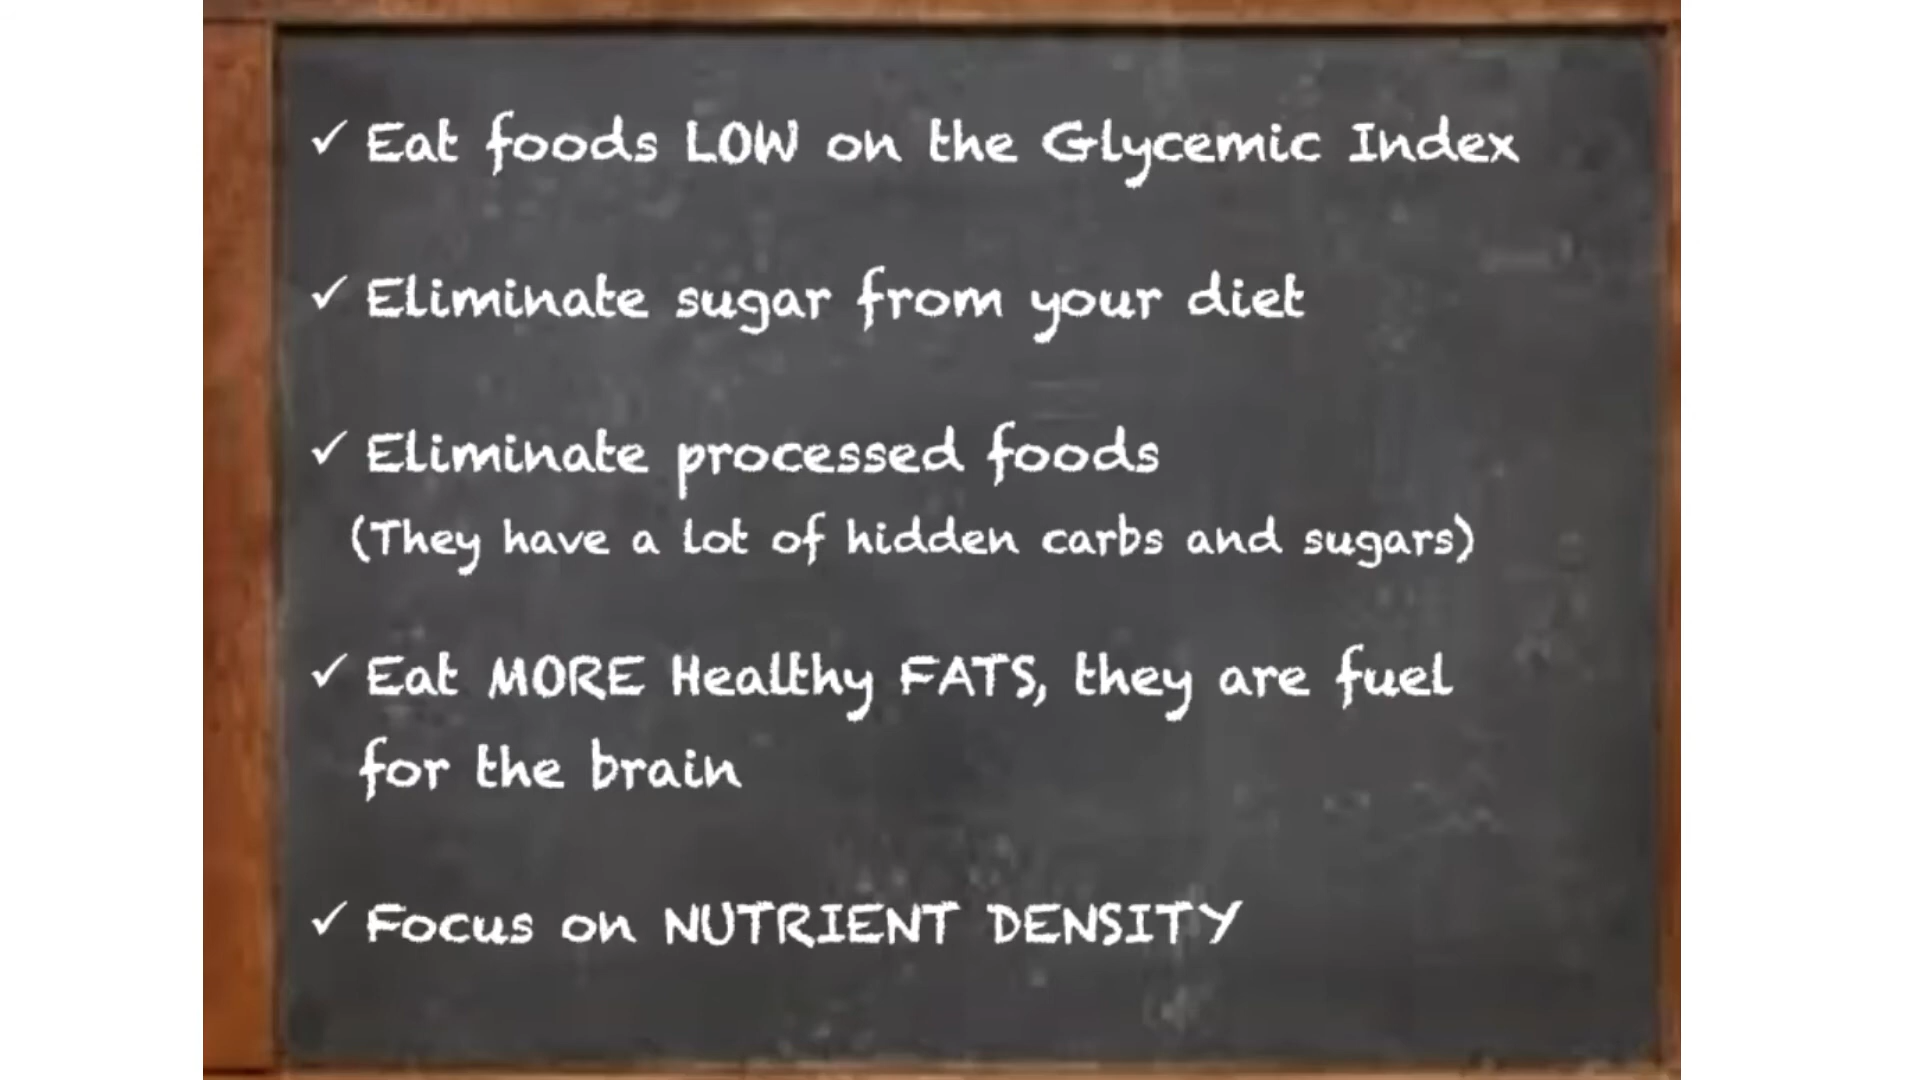 ✓ Eat foods LOW on the Glycemic Index
✓ Eliminate sugar from your diet
✓ Eliminate processed foods
(They have a lot of hidden carbs and sugars)
✓ Eat MORE Healthy FATS, they are fuel
for the brain
✓ Focus on NUTRIENT DENSITY